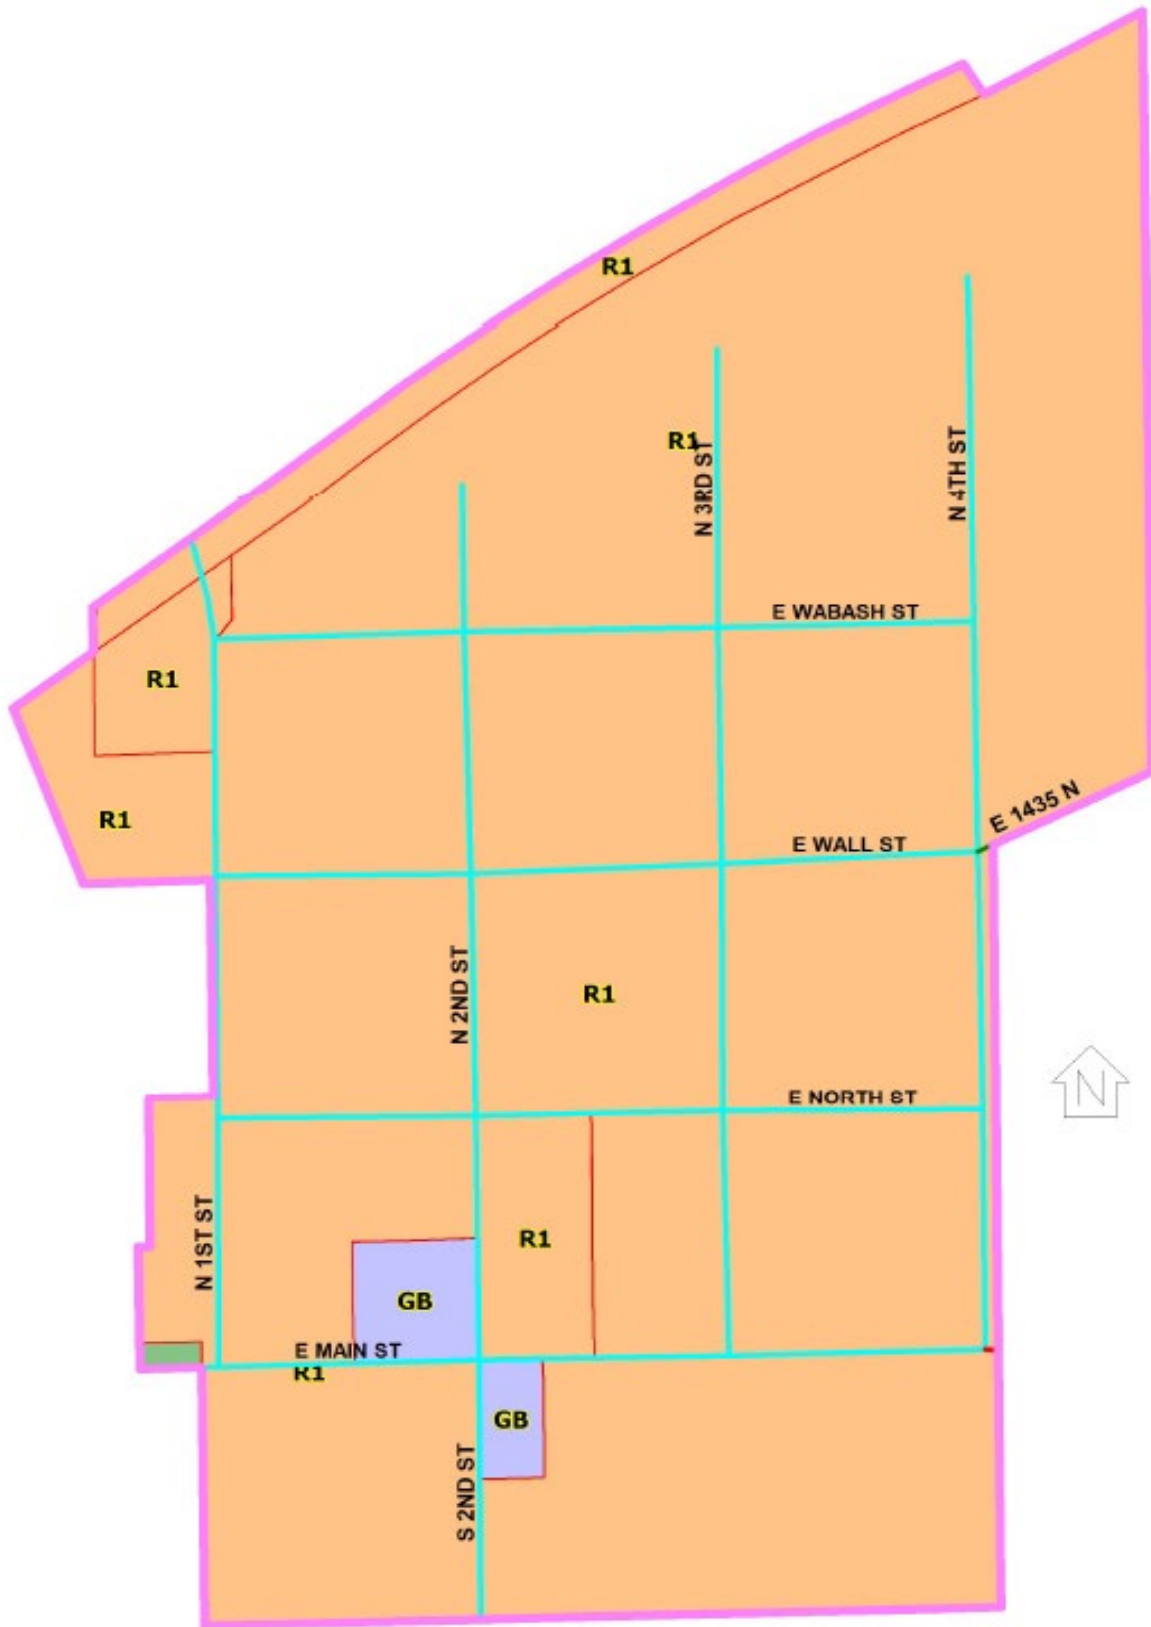 R1
R1
N 3RD ST
N 4TH ST
E WABASH ST
R1
R1
E 1435 N
E WALL ST
N 2ND ST
R1
E NORTH ST
N 1ST ST
R1
GB
E MAIN ST
R1
GB
S 2ND ST
N